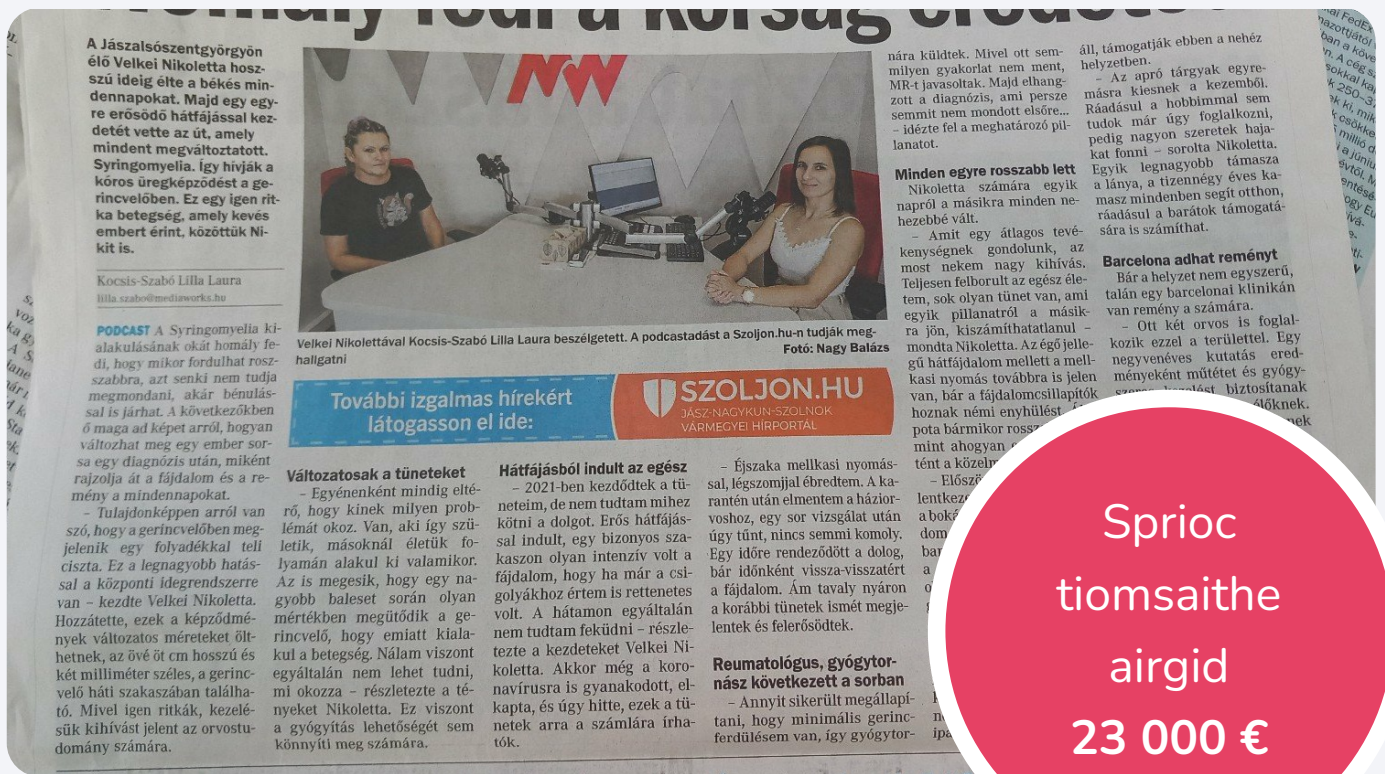 A Jászalsószentgyörgyön
élő Velkei Nikoletta hosz-
szú ideig élte a békés min-
dennapokat. Majd egy egy-
re erősödő hátfájással kez-
detét vette az út, amely
mindent megváltoztatott.
Syringomyelia. Így hívják a
kóros üregképződést a ge-
rincvelőben. Ez egy igen rit-
ka betegség, amely kevés
embert érint, közöttük Ni-
kit is.
Kocsis-Szabó Lilla Laura
lilla.szabo@mediaworks.hu
PODCAST A Syringomyelia ki-
alakulásának okát homály fe-
di, hogy mikor fordulhat rosz-
szabbra, azt senki nem tudja
megmondani, akár bénulás-
sal is járhat. A következőkben
ő maga ad képet arról, hogyan
változhat meg egy ember sor-
sa egy diagnózis után, miként
rajzolja át a fájdalom és a re-
mény a mindennapokat.
– Tulajdonképpen arról van
szó, hogy a gerincvelőben meg-
jelenik egy folyadékkal teli
ciszta. Ez a legnagyobb hatás-
sal a központi idegrendszerre
van – kezdte Velkei Nikoletta.
Hozzátette, ezek a képződmé-
nyek változatos méreteket ölt-
hetnek, az övé öt cm hosszú és
két milliméter széles, a gerinc-
velő háti szakaszában találha-
tó. Mivel igen ritkák, kezelé-
sük kihívást jelent az orvostu-
domány számára.
Velkei Nikolettával Kocsis-Szabó Lilla Laura beszélgetett. A podcastadást a Szoljon.hu-n tudják meg-
hallgatni
Fotó: Nagy Balázs
További izgalmas hírekért
látogasson el ide:
SZOLJON.HU
JÁSZ-NAGYKUN-SZOLNOK
VÁRMEGYEI HÍRPORTÁL
Változatosak a tüneteket
– Egyénenként mindig elté-
rő, hogy kinek milyen prob-
lémát okoz. Van, aki így szü-
letik, másoknál életük fo-
lyamán alakul ki valamikor.
Az is megesik, hogy egy na-
gyobb baleset során olyan
mértékben megütődik a ge-
rincvelő, hogy emiatt kiala-
kul a betegség. Nálam viszont
egyáltalán nem lehet tudni,
mi okozza – részletezte a té-
nyeket Nikoletta. Ez viszont
a gyógyítás lehetőségét sem
könnyíti meg számára.
Hátfájásból indult az egész
– 2021-ben kezdődtek a tü-
neteim, de nem tudtam mihez
kötni a dolgot. Erős hátfájás-
sal indult, egy bizonyos sza-
kaszon olyan intenzív volt a
fájdalom, hogy ha már a csi-
golyákhoz értem is rettenetes
volt. A hátamon egyáltalán
nem tudtam feküdni – részle-
tezte a kezdeteket Velkei Ni-
koletta. Akkor még a koro-
navírusra is gyanakodott, el-
kapta, és úgy hitte, ezek a tü-
netek arra a számlára írha-
tók.
– Éjszaka mellkasi nyomás-
sal, légszomjjal ébredtem. A ka-
rantén után elmentem a házior-
voshoz, egy sor vizsgálat után
úgy tűnt, nincs semmi komoly.
Egy időre rendeződött a dolog,
bár időnként vissza-visszatért
a fájdalom. Ám tavaly nyáron
a korábbi tünetek ismét megje-
lentek és felerősödtek.
Reumatológus, gyógytor-
nász következett a sorban
– Annyit sikerült megállapí-
tani, hogy minimális gerinc-
ferdülésem van, így gyógytor-
nára küldtek. Mivel ott sem-
milyen gyakorlat nem ment,
MR-t javasoltak. Majd elhang-
zott a diagnózis, ami persze
semmit nem mondott elsőre...
– idézte fel a meghatározó pil-
lanatot.
Minden egyre rosszabb lett
Nikoletta számára egyik
napról a másikra minden ne-
hezebbé vált.
– Amit egy átlagos tevé-
kenységnek gondolunk, az
most nekem nagy kihívás.
Teljesen felborult az egész éle-
tem, sok olyan tünet van, ami
egyik pillanatról a másik-
ra jön, kiszámíthatatlanul –
mondta Nikoletta. Az égő jelle-
gű hátfájdalom mellett a mell-
kasi nyomás továbbra is jelen
van, bár a fájdalomcsillapítók
hoznak némi enyhülést
pota bármikor
mint ahogyan
tént a
áll, támogatják ebben a nehéz
helyzetben.
– Az apró tárgyak egyre-
másra kiesnek a kezemből.
Ráadásul a hobbimmal sem
tudok már úgy foglalkozni,
pedig nagyon szeretek haja-
kat fonni – sorolta Nikoletta.
Egyik legnagyobb támasza
a lánya, a tizennégy éves ka-
masz mindenben segít otthon,
ráadásul a barátok támogatá-
sára is számíthat.
Barcelona adhat reményt
Bár a helyzet nem egyszerű,
talán egy barcelonai klinikán
van remény a számára.
– Ott két orvos is foglal-
kozik ezzel a területtel. Egy
negyvenéves kutatás ered-
ményeként műtétet és gyógy-
biztosítanak
Sprioc
tiomsaithe
airgid
23 000 €